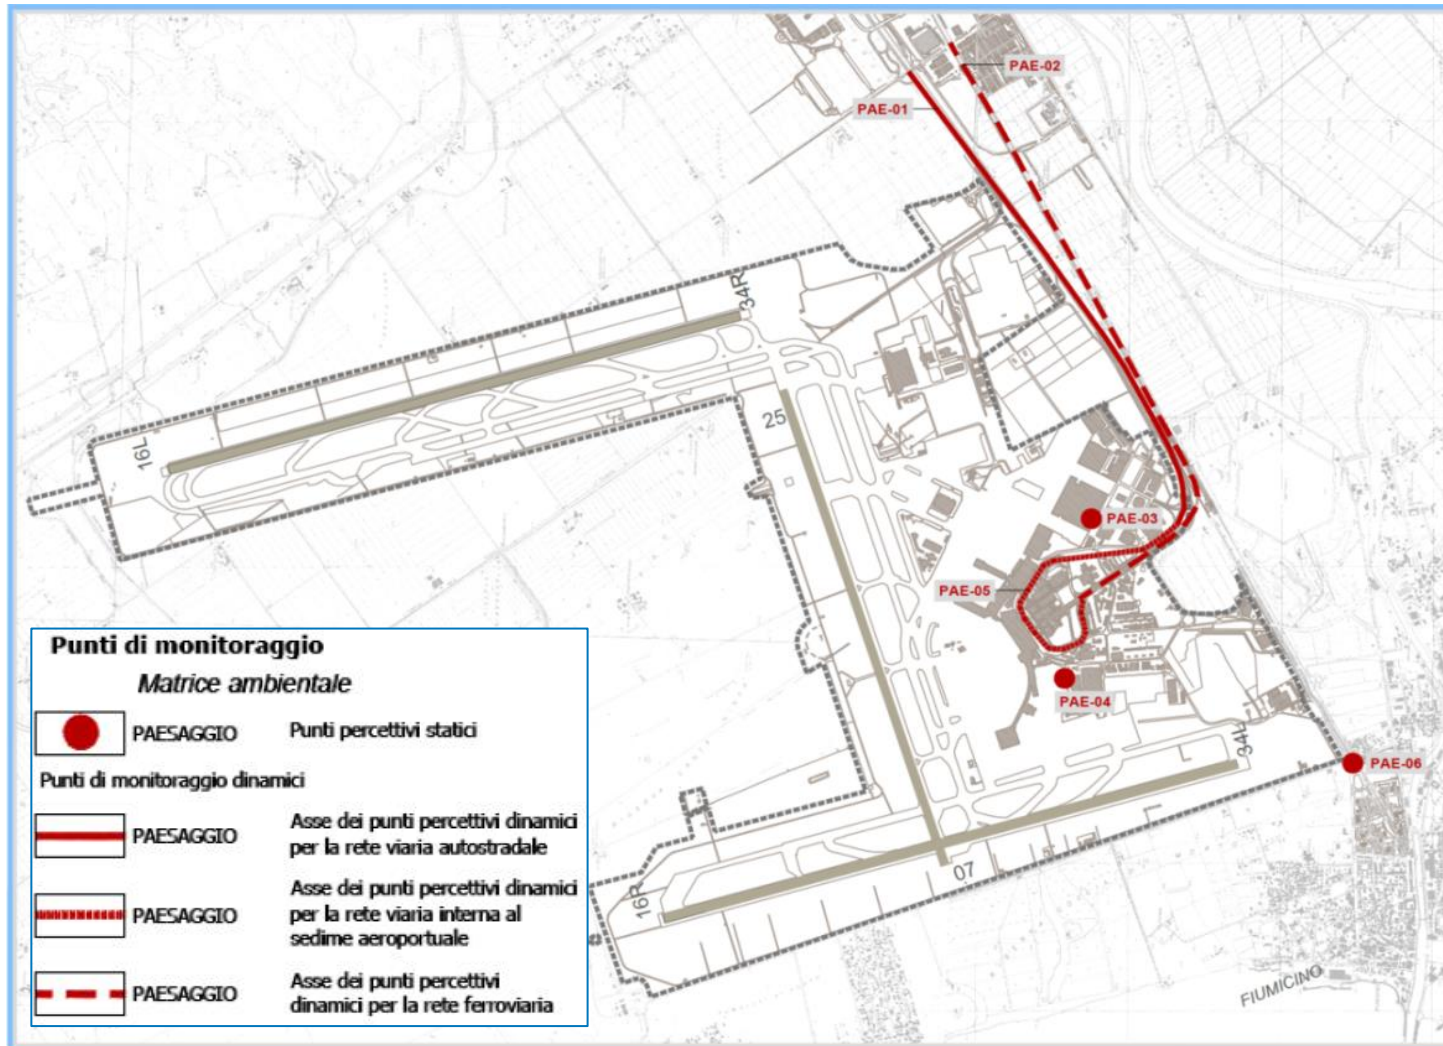 PAE-02
PAE-01
34R
25
16L
PAE-03
PAE-05
PAE-04
34L
PAE-06
07
16R
FIUMICINO
Punti di monitoraggio
Matrice ambientale
PAESAGGIO Punti percettivi statici
Punti di monitoraggio dinamici
PAESAGGIO Asse dei punti percettivi dinamici
per la rete viaria autostradale
PAESAGGIO Asse dei punti percettivi dinamici
per la rete viaria interna al
sedime aeroportuale
PAESAGGIO Asse dei punti percettivi
dinamici per la rete ferroviaria